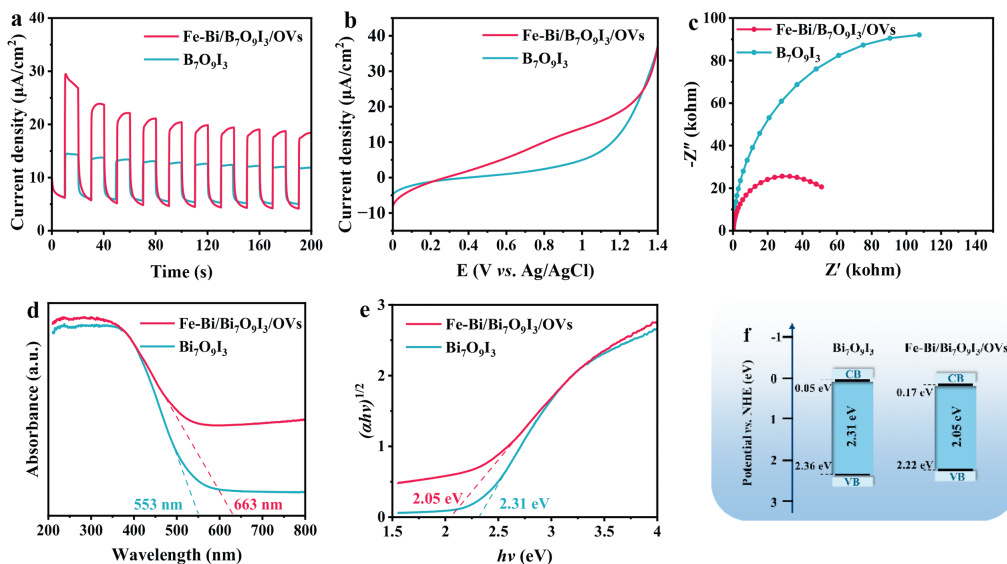 a
Fe-Bi/B₇O₉I₃/OVs
B₇O₉I₃
Current density (μA/cm²)
40
30
20
10
0
0
40
80
120
160
200
Time (s)
b
Fe-Bi/B₇O₉I₃/OVs
B₇O₉I₃
Current density (μA/cm²)
40
30
20
10
0
−10
0.0
0.2
0.4
0.6
0.8
1.0
1.2
1.4
E (V vs. Ag/AgCl)
c
Fe-Bi/B₇O₉I₃/OVs
B₇O₉I₃
-Z″ (kohm)
100
80
60
40
20
0
0
20
40
60
80
100
120
140
Z′ (kohm)
d
Fe-Bi/Bi₇O₉I₃/OVs
Bi₇O₉I₃
Absorbance (a.u.)
553 nm
663 nm
200
300
400
500
600
700
800
Wavelength (nm)
e
Fe-Bi/Bi₇O₉I₃/OVs
Bi₇O₉I₃
(αhv)¹/²
3
2
1
0
2.05 eV
2.31 eV
1.5
2
2.5
3
3.5
4
hv (eV)
f
Potential vs. NHE (eV)
-1
0
1
2
3
Bi₇O₉I₃
CB
0.05 eV
2.31 eV
2.36 eV
VB
Fe-Bi/Bi₇O₉I₃/OVs
CB
0.17 eV
2.05 eV
2.22 eV
VB